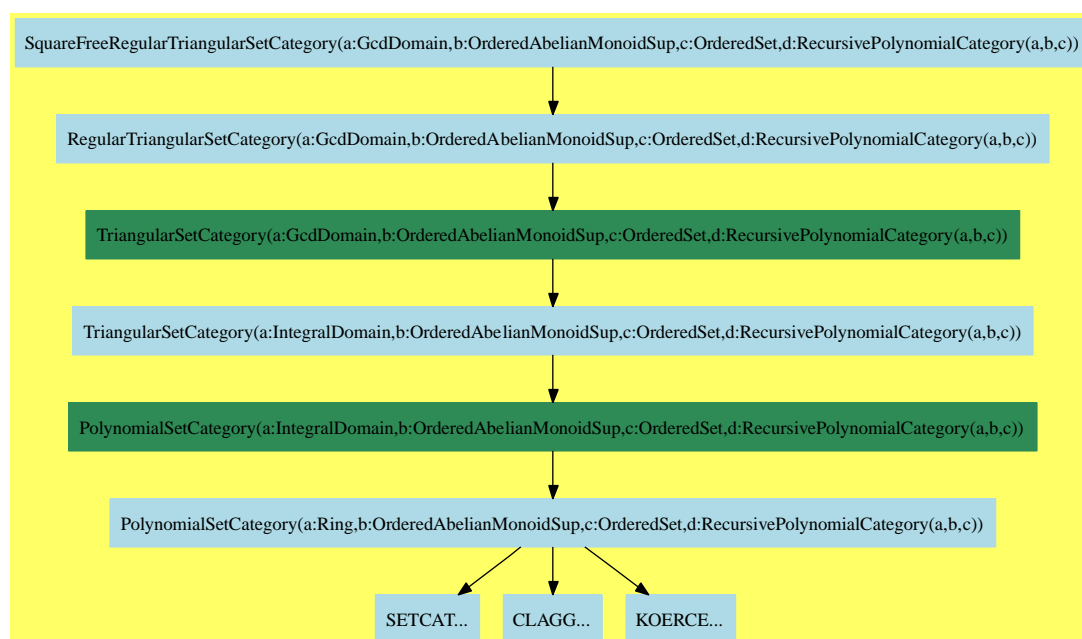 SquareFreeRegularTriangularSetCategory(a:GcdDomain,b:OrderedAbelianMonoidSup,c:OrderedSet,d:RecursivePolynomialCategory(a,b,c))
RegularTriangularSetCategory(a:GcdDomain,b:OrderedAbelianMonoidSup,c:OrderedSet,d:RecursivePolynomialCategory(a,b,c))
TriangularSetCategory(a:GcdDomain,b:OrderedAbelianMonoidSup,c:OrderedSet,d:RecursivePolynomialCategory(a,b,c))
TriangularSetCategory(a:IntegralDomain,b:OrderedAbelianMonoidSup,c:OrderedSet,d:RecursivePolynomialCategory(a,b,c))
PolynomialSetCategory(a:IntegralDomain,b:OrderedAbelianMonoidSup,c:OrderedSet,d:RecursivePolynomialCategory(a,b,c))
PolynomialSetCategory(a:Ring,b:OrderedAbelianMonoidSup,c:OrderedSet,d:RecursivePolynomialCategory(a,b,c))
SETCAT...
CLAGG...
KOERCE...